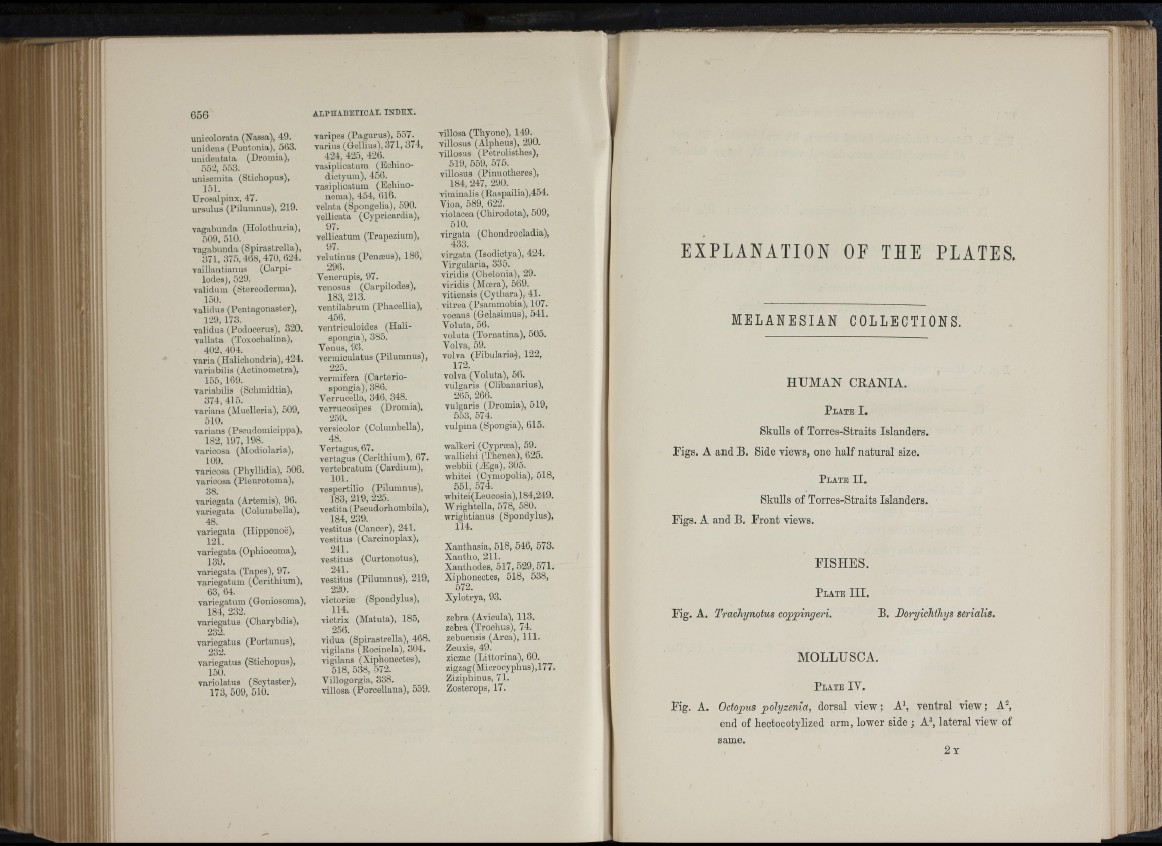 656
ALPHABETICAL INDEX.
unicolorata (Nassa), 49.
unidens (Pontonia), 563.
unidentata (Dromia),
552, 553.
unisemita (Stichopus),
151.
Urosalpinx, 47.
ursulus (Pilumnus), 219.
vagabunda (Holothuria),
509, 510.
vagabunda (Spirastrella),
371, 375, 468, 470, 624.
vaillantianus (Carpi-
lodes), 529.
validum (Stereoderma),
150.
validus (Pentagonaster),
129, 173.
validus (Podocerus), 320.
vallata (Toxochalina),
402, 404.
varia (Halichondria), 424.
variabilis (Actinometra),
155, 169.
variabilis (Schmidtia),
374, 415.
varians (Muelleria), 509,
510.
varians (Pseudomicippa),
182, 197, 198.
varicosa (Modiolaria),
109.
varicosa (Phyllidia), 506.
varicosa (Pleurotoma),
38.
variegata (Artemis), 96.
variegata (Columbella),
48.
variegata (Hipponoë),
121.
variegata (Ophiocoma),
139.
variegata (Tapes), 97.
variegatum (Cerithium),
63, 64.
variegatum (Goniosoma),
184, 232.
variegatus (Charybdis),
232.
variegatus (Portunus),
232.
variegatus (Stichopus),
150.
variolatus (Scytaster),
173, 509, 510.
varipes (Pagurus), 557.
varius (Gellius), 371, 374,
424, 425, 426.
vasiplicatum (Echino-
dictyum), 456.
vasiplicatum (Echino-
nema), 454, 616.
velata (Spongelia), 590.
vellicata (Cypricardia),
97.
vellicatum (Trapezium),
97.
velutinus (Penæus), 186,
296.
Venerupis, 97.
venosus (Carpilodes),
183, 213.
ventilabrum (Phacellia),
456.
ventriculoides (Hali-
spongia), 385.
Venus, 93.
vermiculatus (Pilumnus),
225.
vermifera (Carterio-
spongia), 386.
Verrucella, 346, 348.
verrucosipes (Dromia),
259.
versicolor (Columbella),
48.
Vertagus, 67.
vertagus (Cerithium), 67.
vertebratum (Cardium),
101.
vespertilio (Pilumnus),
183, 219, 225.
vestita (Pseudorhombila),
184, 239.
vestitus (Cancer), 241.
vestitus (Carcinoplax),
241.
vestitus (Curtonotus),
241.
vestitus (Pilumnus), 219,
220.
victoriæ (Spondylus),
114.
victrix (Matuta), 185,
256.
vidua (Spirastrella), 468.
vigilans (Rocinela), 304.
vigilans (Xiphonectes),
518, 538, 572.
Villogorgia, 338.
villosa (Porcellana), 559.
villosa (Thyone), 149.
villosus (Alpheus), 290.
villosus (Petrolisthes),
519, 559, 575.
villosus (Pinnotheres),
184, 247, 290.
viminalis (Raspailia), 454.
Vioa, 589, 622.
violacea (Chirodota), 509,
510.
virgata (Chondrocladia),
433.
virgata (Isodictya), 424.
Virgularia, 335.
viridis (Chelonia), 29.
viridis (Mœra), 569.
vitiensis (Cythara), 41.
vitrea (Psammobia), 107.
vocans (Gelasimus), 541.
Voluta, 56.
voluta (Tornatina), 505.
Volva, 59.
volva (Fibularia), 122,
172.
volva (Voluta), 56.
vulgaris (Clibanarius),
265, 266.
vulgaris (Dromia), 519,
553, 574.
vulpina (Spongia), 615.
walkeri (Cypræa), 59.
wallichi (Thenea), 625.
webbii (Æga), 305.
whitei (Cymopolia), 518,
551, 574.
whitei (Leucosia), 184, 249.
Wrightella, 578, 580.
wrightianus (Spondylus),
114.
Xanthasia, 518, 546, 573.
Xantho, 211.
Xanthodes, 517, 529, 571.
Xiphonectes, 518, 538,
572.
Xylotrya, 93.
zebra (Avicula), 113.
zebra (Trochus), 74.
zebuensis (Arca), 111.
Zeuxis, 49.
ziczac (Littorina), 60.
zigzag (Microcyphus), 177.
Ziziphinus, 71.
Zosterops, 17.
EXPLANATION OF THE PLATES.
MELANESIAN COLLECTIONS.
HUMAN CRANIA.
PLATE I.
Skulls of Torres-Straits Islanders.
Figs. A and B. Side views, one half natural size.
PLATE II.
Skulls of Torres-Straits Islanders.
Figs. A and B. Front views.
FISHES.
PLATE III.
Fig. A. Trachynotus coppingeri. B. Doryichthys serialis.
MOLLUSCA.
PLATE IV.
Fig. A. Octopus polyzenia, dorsal view; A¹, ventral view; A²,
end of hectocotylized arm, lower side; A³, lateral view of
same.
2 Y